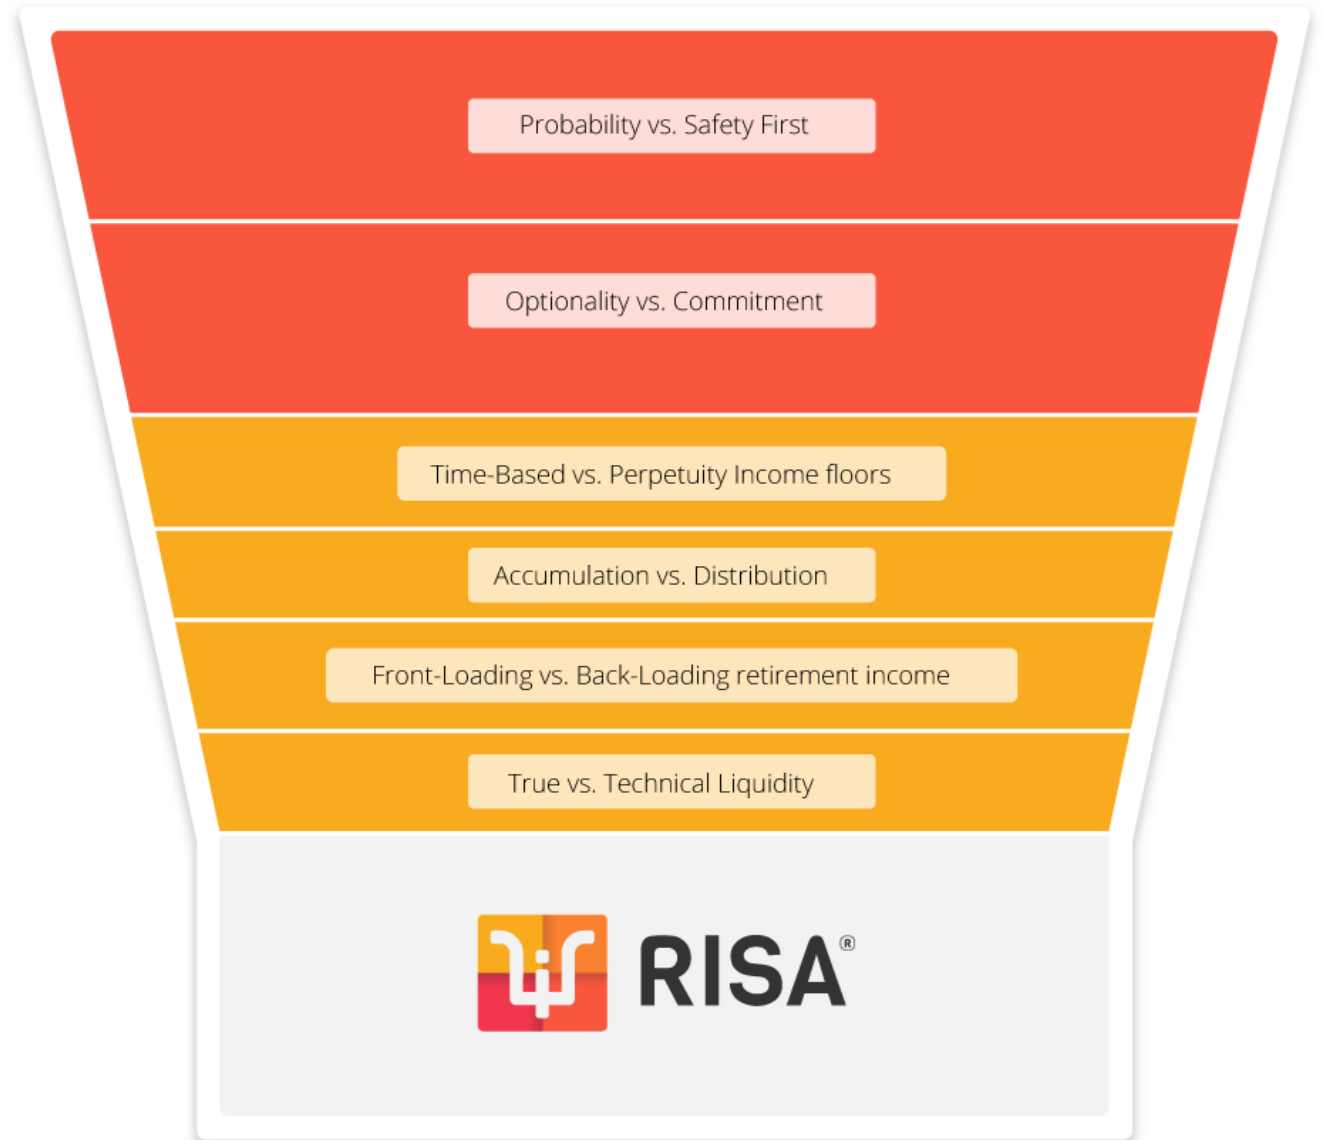 Probability vs. Safety First
Optionality vs. Commitment
Time-Based vs. Perpetuity Income floors
Accumulation vs. Distribution
Front-Loading vs. Back-Loading retirement income
True vs. Technical Liquidity
RISA®